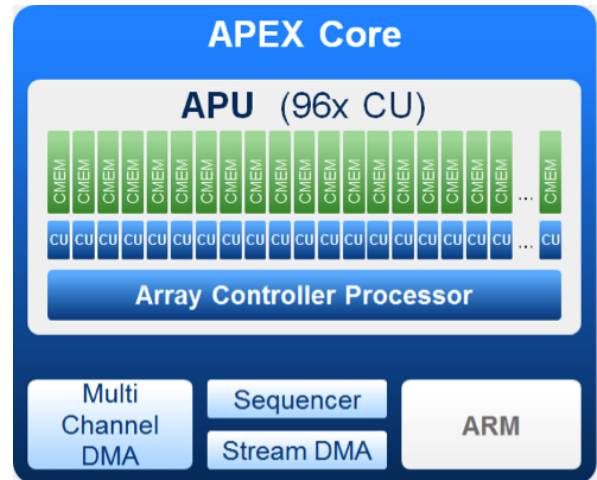 APEX Core
APU (96x CU)
CMEM CMEM CMEM CMEM CMEM CMEM CMEM CMEM CMEM CMEM CMEM CMEM CMEM CMEM CMEM CMEM CMEM CMEM CMEM ... CMEM
CU CU CU CU CU CU CU CU CU CU CU CU CU CU CU CU CU CU CU ... CU
Array Controller Processor
Multi
Channel
DMA
Sequencer
Stream DMA
ARM